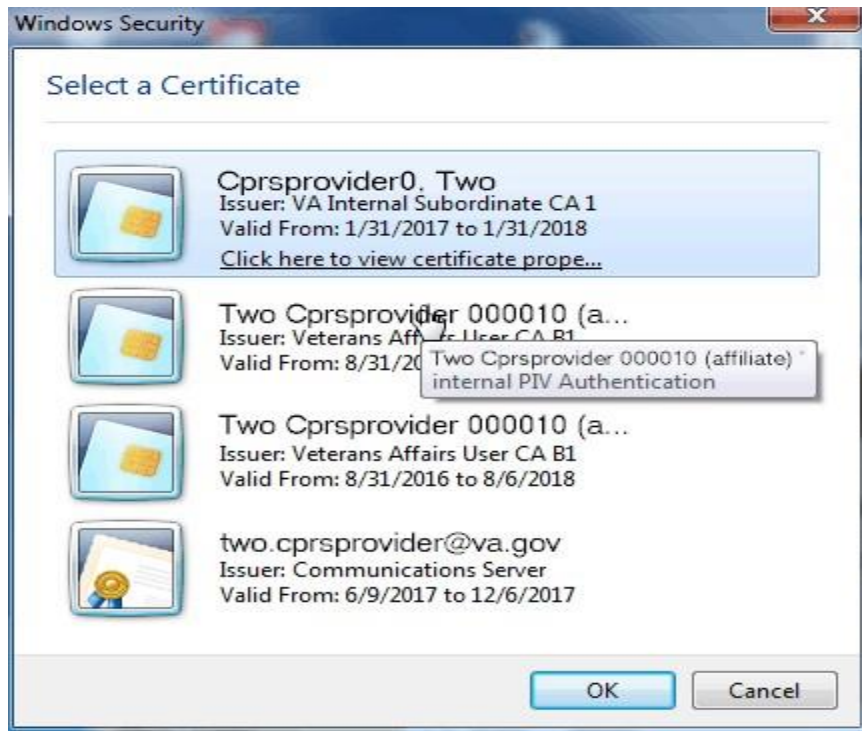 Windows Security
Select a Certificate
Cprsprovider0, Two
Issuer: VA Internal Subordinate CA 1
Valid From: 1/31/2017 to 1/31/2018
Click here to view certificate prope...
Two Cprsprovider 000010 (a...
Issuer: Veterans Affairs User CA B1
Valid From: 8/31/20
Two Cprsprovider 000010 (affiliate)
internal PIV Authentication
Two Cprsprovider 000010 (a...
Issuer: Veterans Affairs User CA B1
Valid From: 8/31/2016 to 8/6/2018
two.cprsprovider@va.gov
Issuer: Communications Server
Valid From: 6/9/2017 to 12/6/2017
OK Cancel